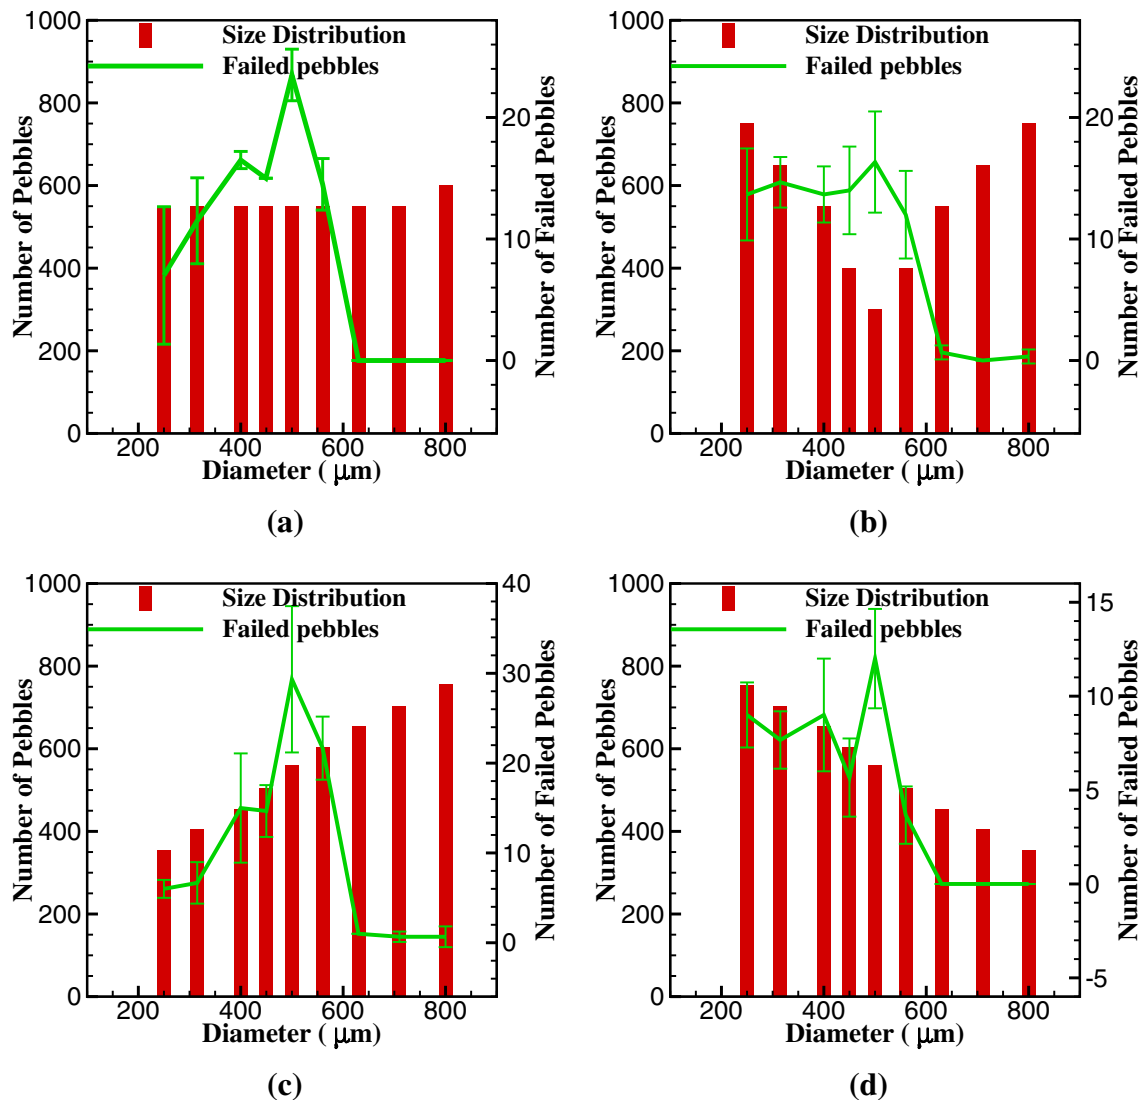 1000
800
600
400
200
0
Number of Pebbles
Size Distribution
Failed pebbles
20
10
0
Number of Failed Pebbles
200 400 600 800
Diameter ( μm)
(a)
1000
800
600
400
200
0
Number of Pebbles
Size Distribution
Failed pebbles
20
10
0
Number of Failed Pebbles
200 400 600 800
Diameter ( μm)
(b)
1000
800
600
400
200
0
Number of Pebbles
Size Distribution
Failed pebbles
40
30
20
10
0
Number of Failed Pebbles
200 400 600 800
Diameter ( μm)
(c)
1000
800
600
400
200
0
Number of Pebbles
Size Distribution
Failed pebbles
15
10
5
0
-5
Number of Failed Pebbles
200 400 600 800
Diameter ( μm)
(d)